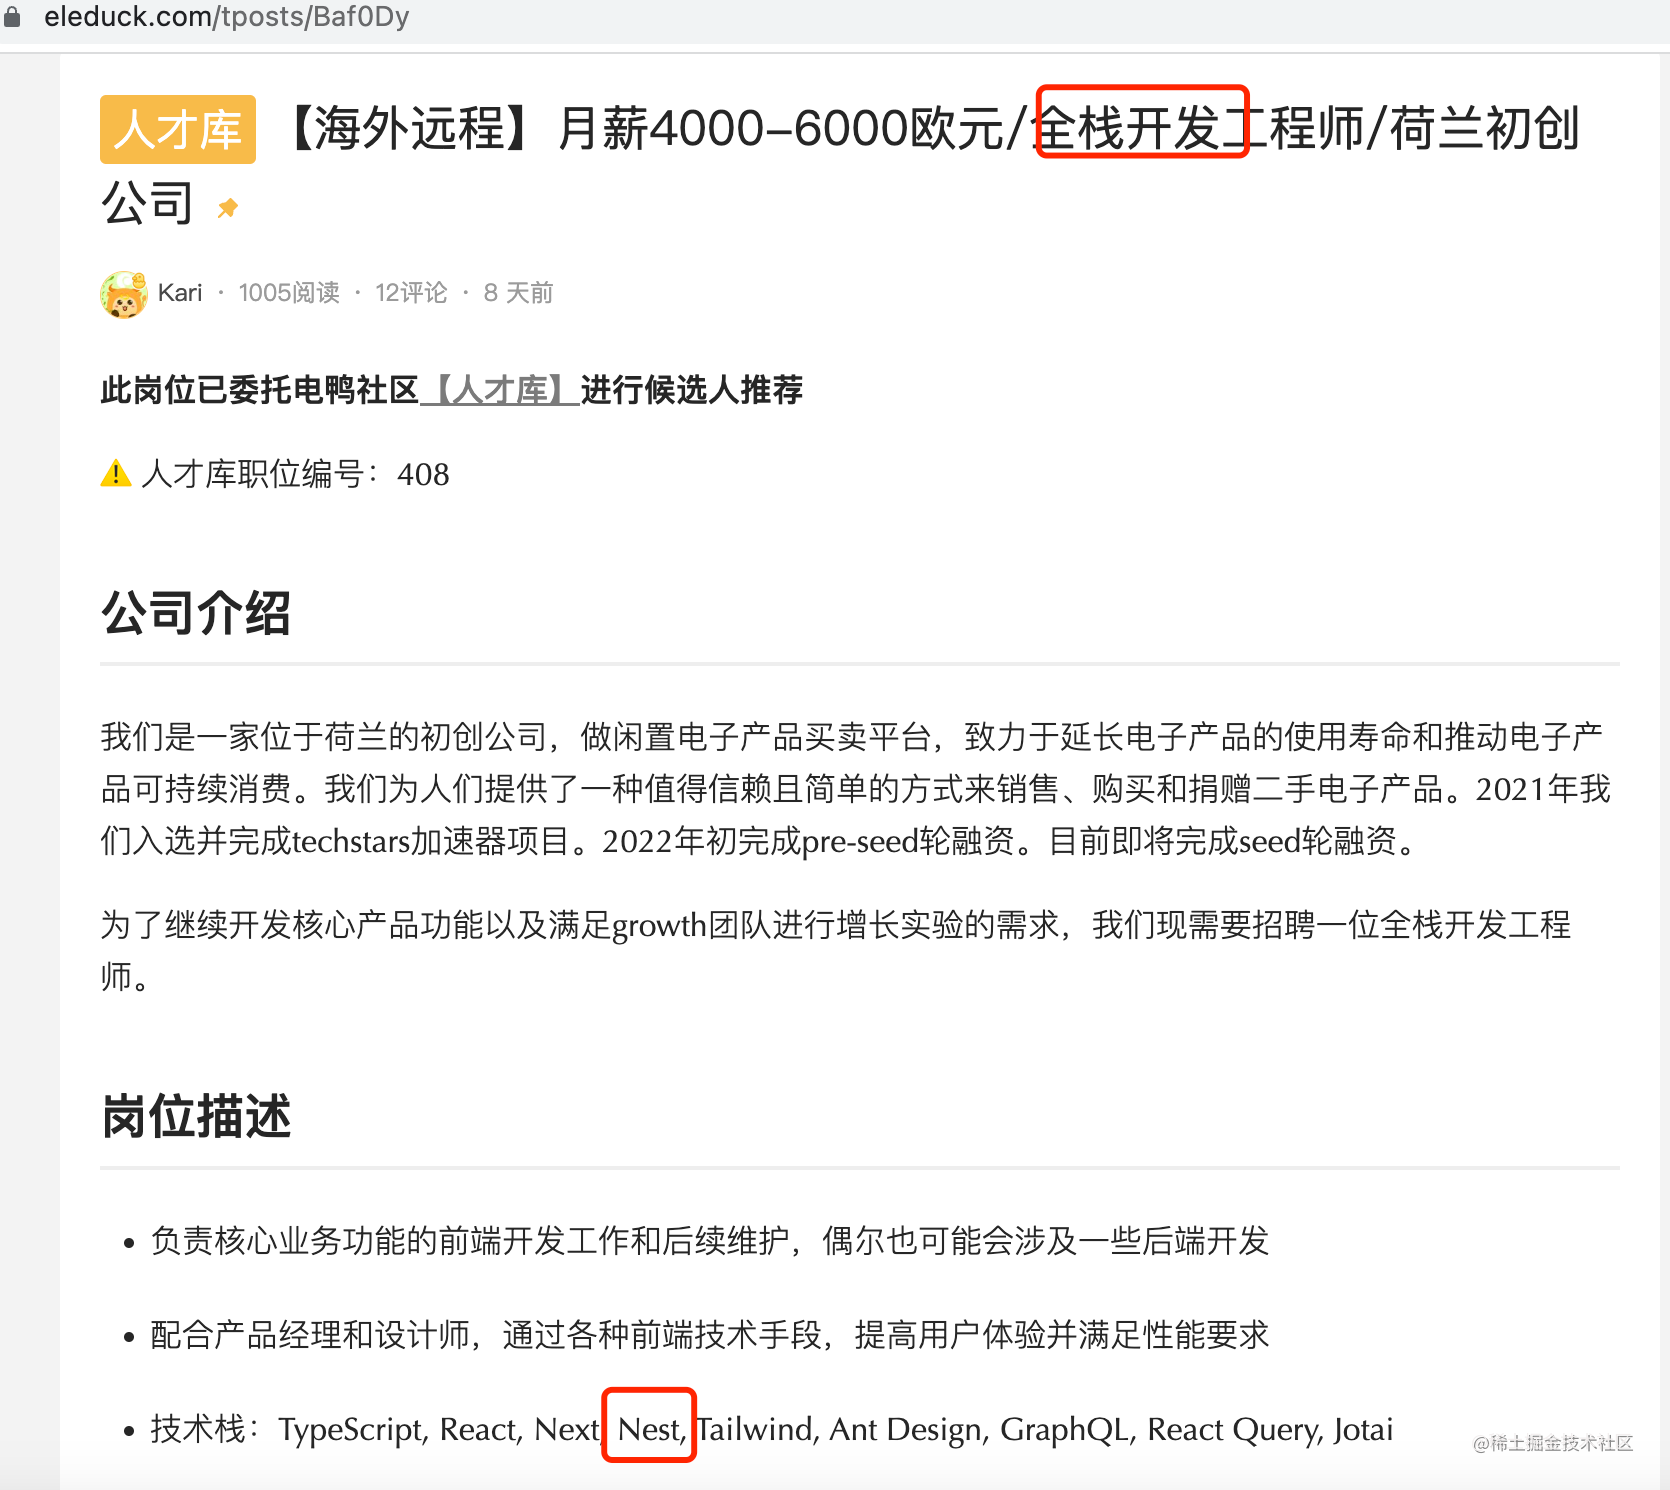 eleduck.com/tposts/Baf0Dy
人才库 【海外远程】月薪4000-6000欧元/全栈开发工程师/荷兰初创
公司
Kari · 1005阅读 · 12评论 · 8 天前
此岗位已委托电鸭社区【人才库】进行候选人推荐
人才库职位编号：408
公司介绍
我们是一家位于荷兰的初创公司，做闲置电子产品买卖平台，致力于延长电子产品的使用寿命和推动电子产
品可持续消费。我们为人们提供了一种值得信赖且简单的方式来销售、购买和捐赠二手电子产品。2021年我
们入选并完成techstars加速器项目。2022年初完成pre-seed轮融资。目前即将完成seed轮融资。
为了继续开发核心产品功能以及满足growth团队进行增长实验的需求，我们现需要招聘一位全栈开发工程
师。
岗位描述
• 负责核心业务功能的前端开发工作和后续维护，偶尔也可能会涉及一些后端开发
• 配合产品经理和设计师，通过各种前端技术手段，提高用户体验并满足性能要求
• 技术栈：TypeScript, React, Next, Nest, Tailwind, Ant Design, GraphQL, React Query, Jotai
@稀土掘金技术社区